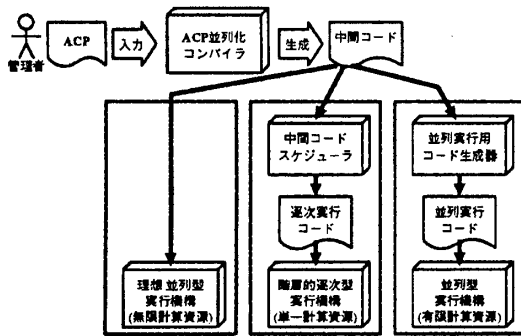 ACP
入力
ACP並列化
コンパイラ
生成
中間コード
管理者
中間コード
スケジューラ
並列実行用
コード生成器
逐次実行
コード
並列実行
コード
理想 並列型
実行機構
(無限計算資源)
階層的逐次型
実行機構
(単一計算資源)
並列型
実行機構
(有限計算資源)